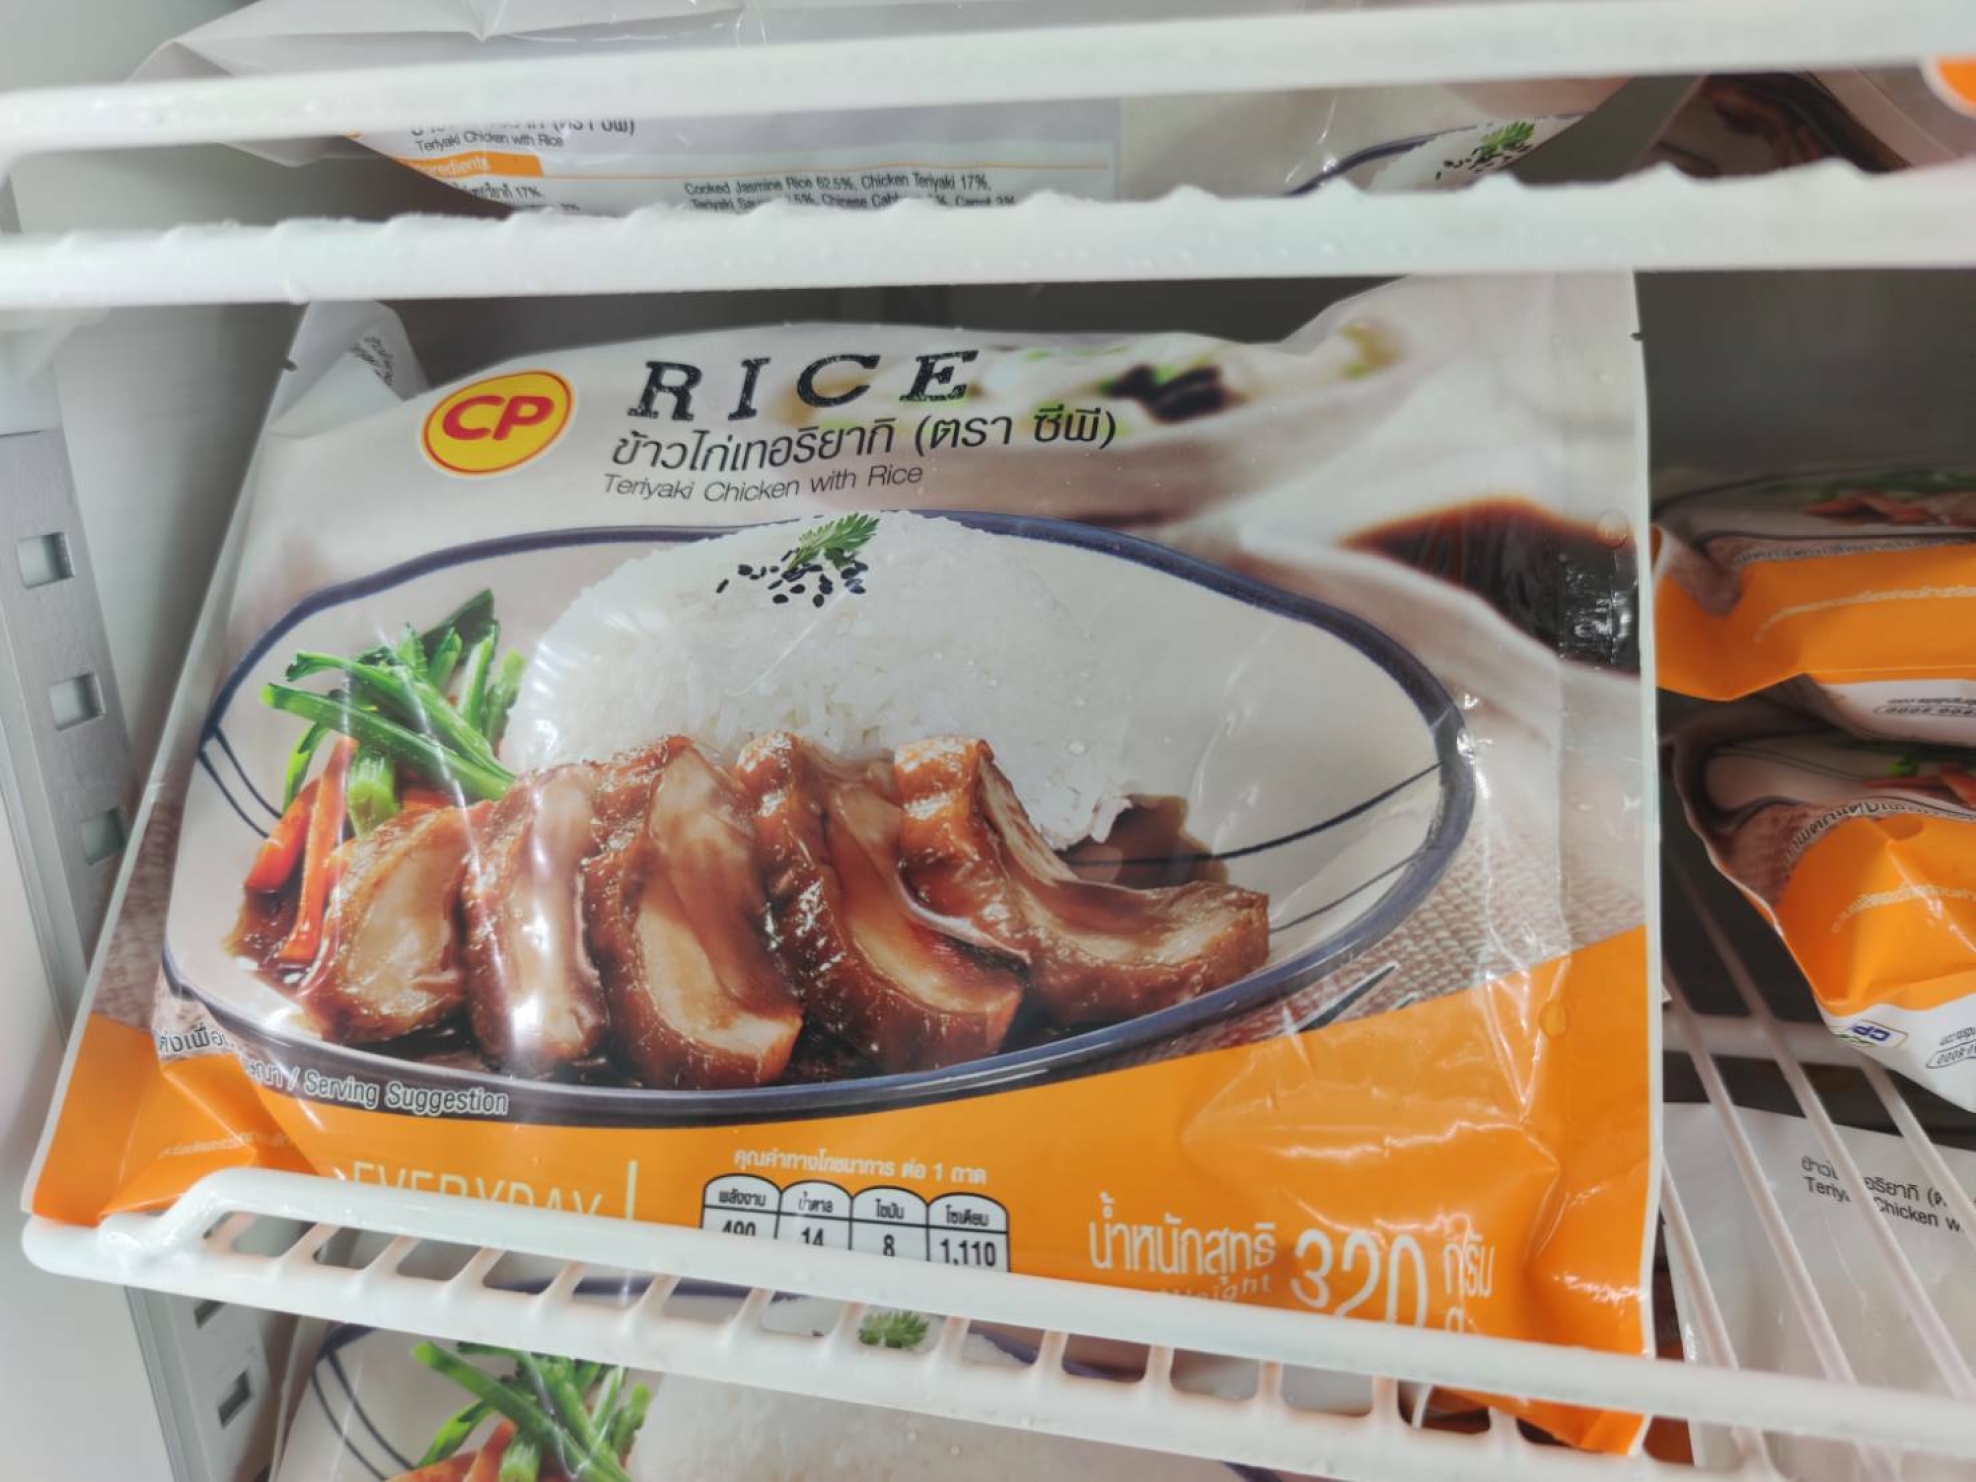 Teriyaki Chicken with Rice
Ingredients
17%
Cooked Jasmine Rice 62.5%, Chicken Teriyaki 17%,
CP
RICE
ข้าวไก่เทอริยากิ (ตรา ซีพี)
Teriyaki Chicken with Rice
/ Serving Suggestion
EVERYDAY
คุณค่าทางโภชนาการ ต่อ 1 ถาด
พลังงาน น้ำตาล ไขมัน โซเดียม
490 14 8 1,110
น้ำหนักสุทธิ 320 กรัม
Chicken